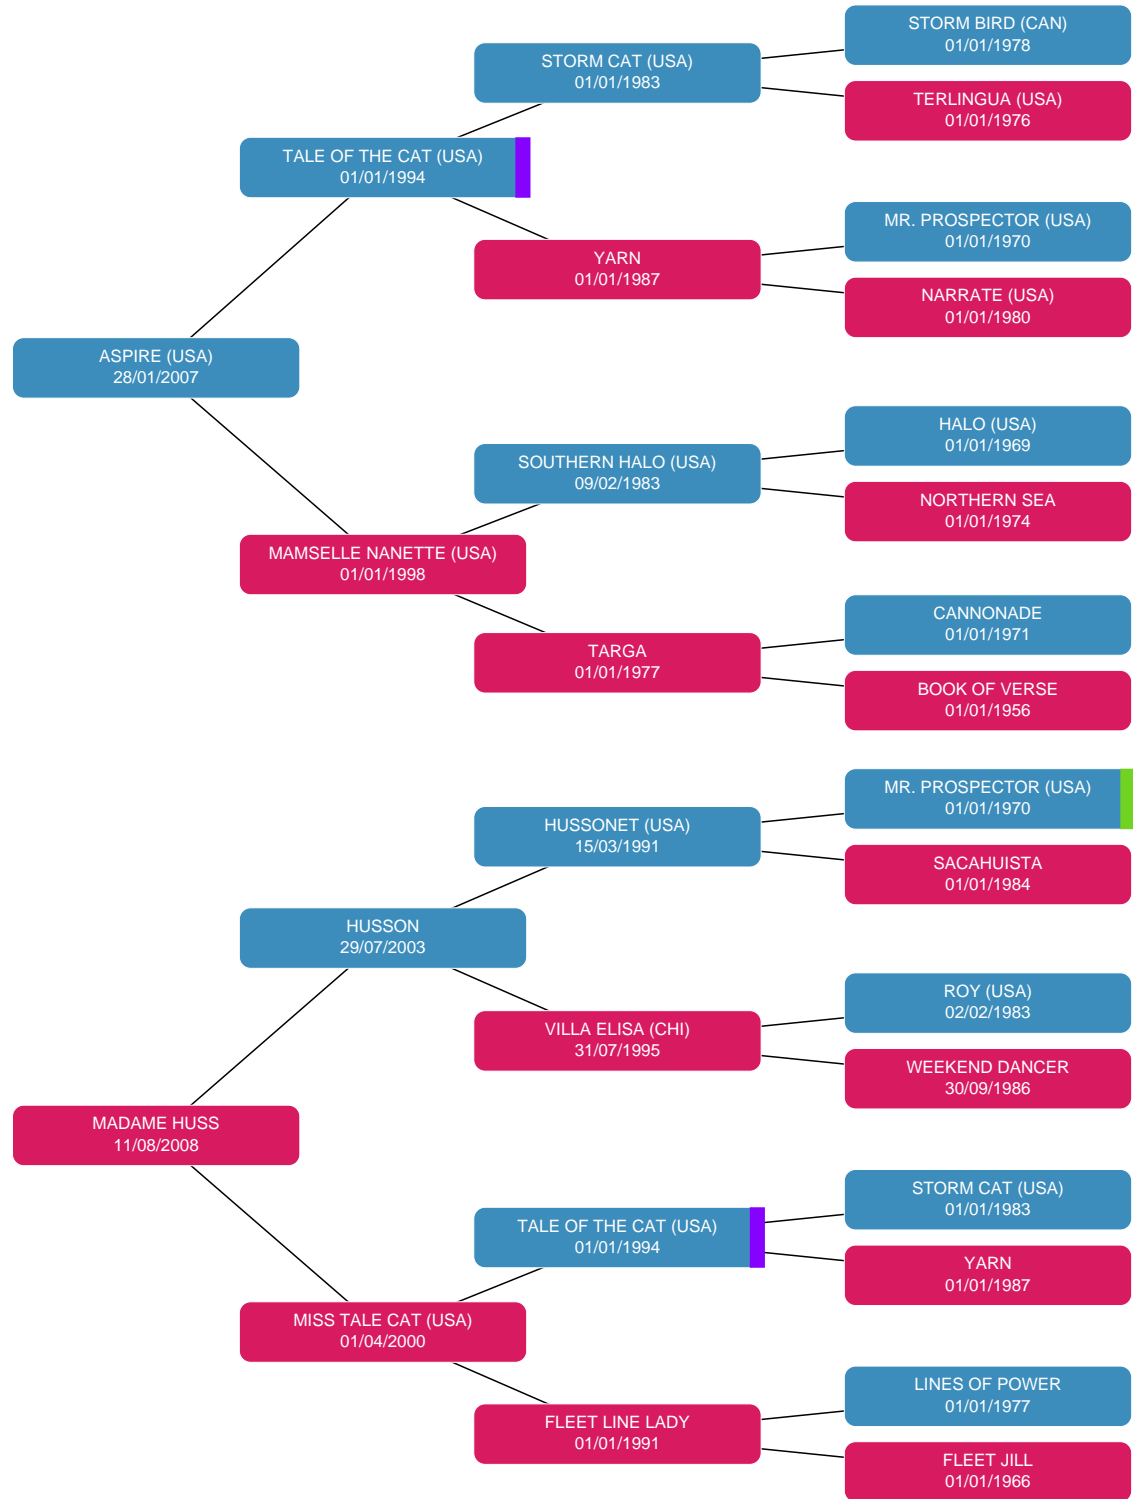 STORM BIRD (CAN)
01/01/1978
STORM CAT (USA)
01/01/1983
TERLINGUA (USA)
01/01/1976
TALE OF THE CAT (USA)
01/01/1994
MR. PROSPECTOR (USA)
01/01/1970
YARN
01/01/1987
NARRATE (USA)
01/01/1980
ASPIRE (USA)
28/01/2007
HALO (USA)
01/01/1969
SOUTHERN HALO (USA)
09/02/1983
NORTHERN SEA
01/01/1974
MAMSELLE NANETTE (USA)
01/01/1998
CANNONADE
01/01/1971
TARGA
01/01/1977
BOOK OF VERSE
01/01/1956
MR. PROSPECTOR (USA)
01/01/1970
HUSSONET (USA)
15/03/1991
SACAHUISTA
01/01/1984
HUSSON
29/07/2003
ROY (USA)
02/02/1983
VILLA ELISA (CHI)
31/07/1995
WEEKEND DANCER
30/09/1986
MADAME HUSS
11/08/2008
STORM CAT (USA)
01/01/1983
TALE OF THE CAT (USA)
01/01/1994
YARN
01/01/1987
MISS TALE CAT (USA)
01/04/2000
LINES OF POWER
01/01/1977
FLEET LINE LADY
01/01/1991
FLEET JILL
01/01/1966